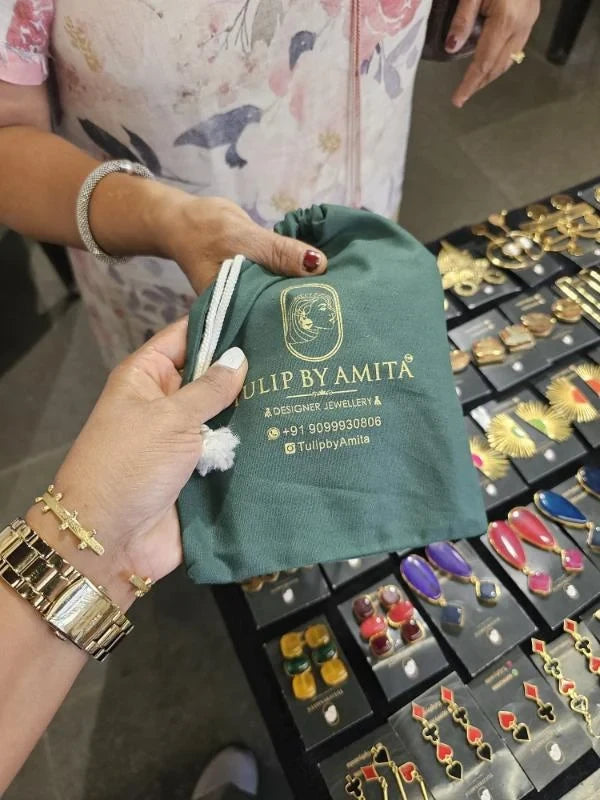 TULIP BY AMITA
DESIGNER JEWELLERY
+91 9099930806
TulipbyAmita